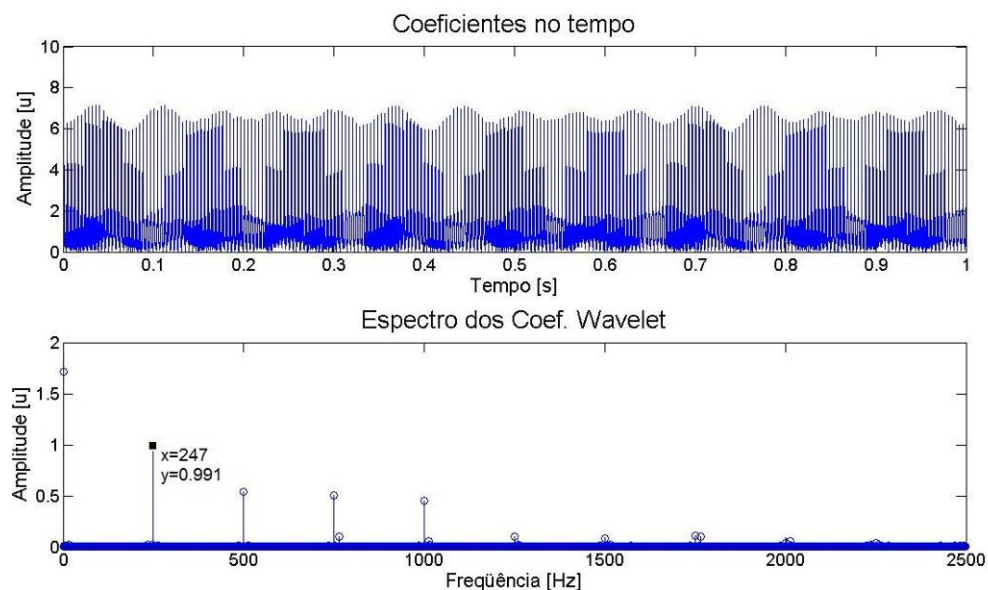 Coeficientes no tempo
10
8
6
4
2
0
Amplitude [u]
0 0.1 0.2 0.3 0.4 0.5 0.6 0.7 0.8 0.9 1
Tempo [s]
Espectro dos Coef. Wavelet
2
1.5
1
0.5
0
Amplitude [u]
x=247
y=0.991
0 500 1000 1500 2000 2500
Freqüência [Hz]